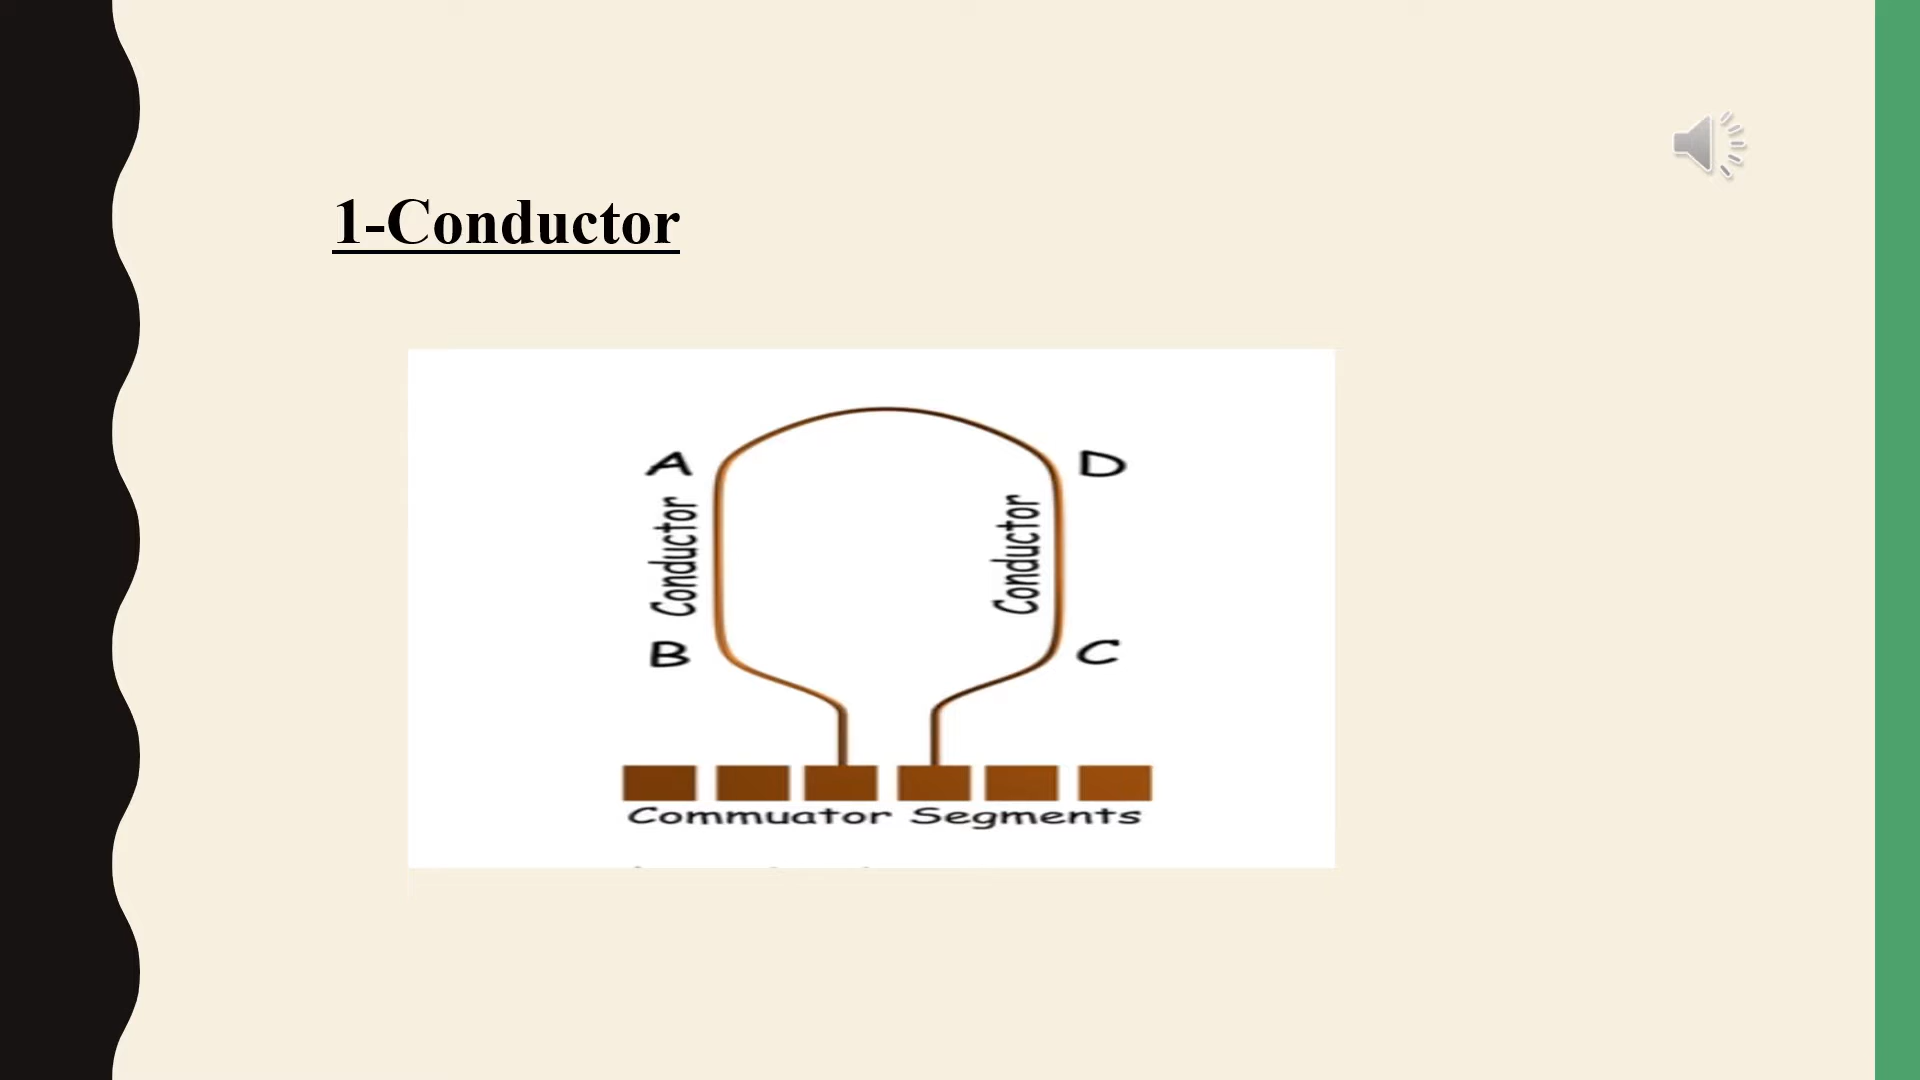 1-Conductor
A
D
Conductor
Conductor
B
C
Commuator Segments